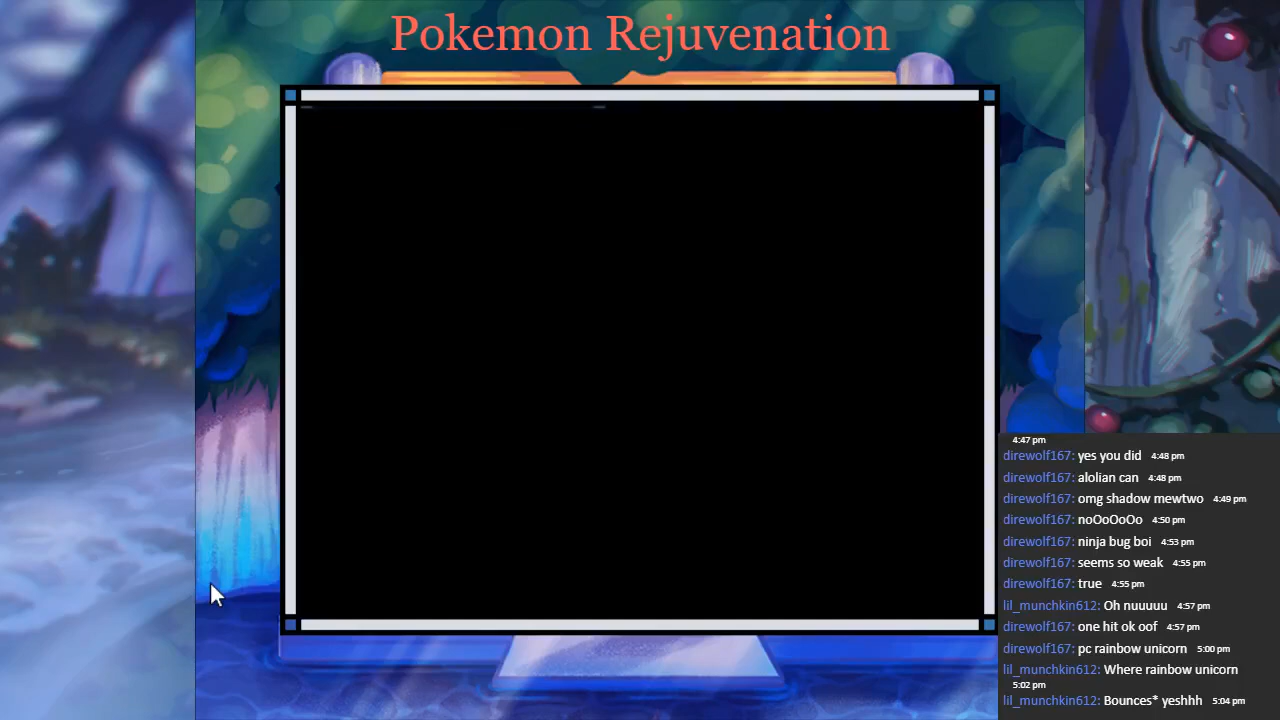 Pokemon Rejuvenation
4:47 pm
direwolf167: yes you did 4:48 pm
direwolf167: alolian can 4:48 pm
direwolf167: omg shadow mewtwo 4:49 pm
direwolf167: noOoOoOo 4:50 pm
direwolf167: ninja bug boi 4:53 pm
direwolf167: seems so weak 4:55 pm
direwolf167: true 4:55 pm
lil_munchkin612: Oh nuuuuu 4:57 pm
direwolf167: one hit ok oof 4:57 pm
direwolf167: pc rainbow unicorn 5:00 pm
lil_munchkin612: Where rainbow unicorn
5:02 pm
lil_munchkin612: Bounces* yeshhh 5:04 pm